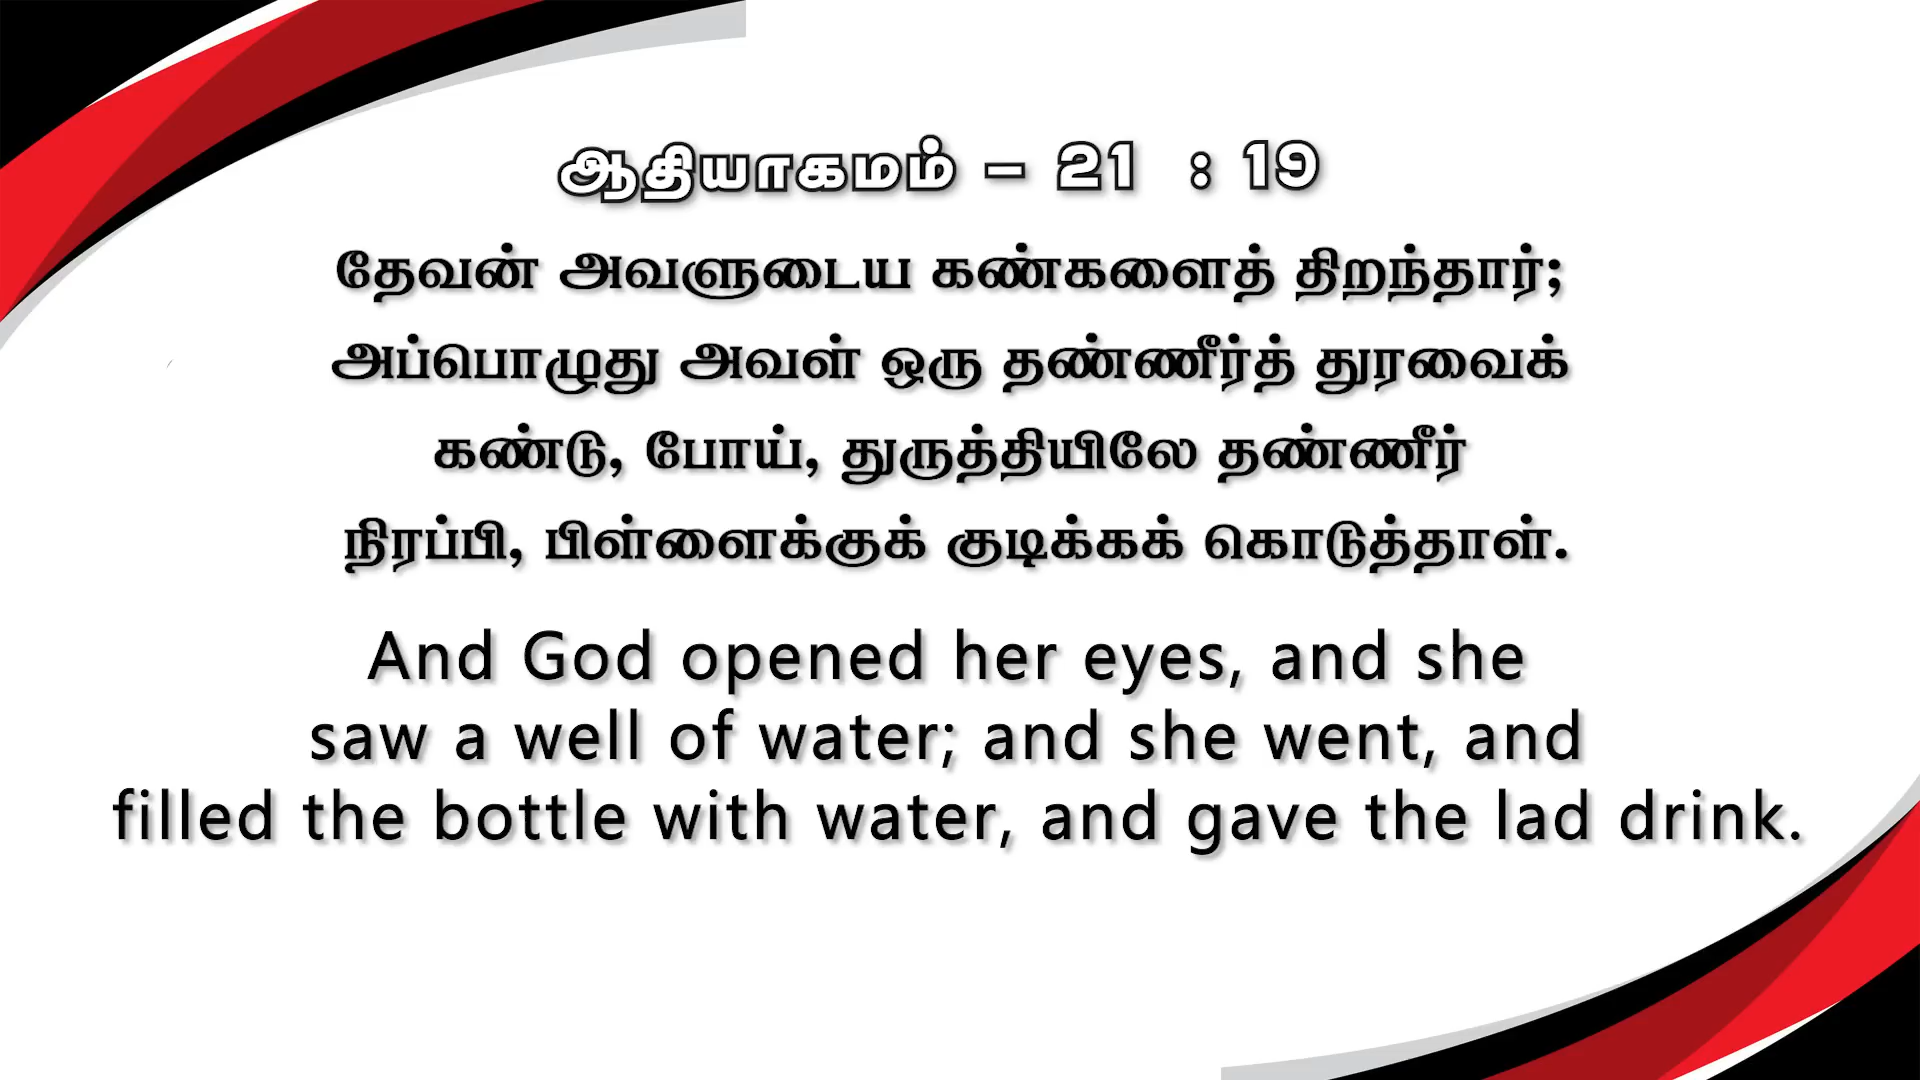 ஆதியாகமம் – 21 : 19
தேவன் அவளுடைய கண்களைத் திறந்தார்;
அப்பொழுது அவள் ஒரு தண்ணீர்த் துரவைக்
கண்டு, போய், துருத்தியிலே தண்ணீர்
நிரப்பி, பிள்ளைக்குக் குடிக்கக் கொடுத்தாள்.
And God opened her eyes, and she
saw a well of water; and she went, and
filled the bottle with water, and gave the lad drink.